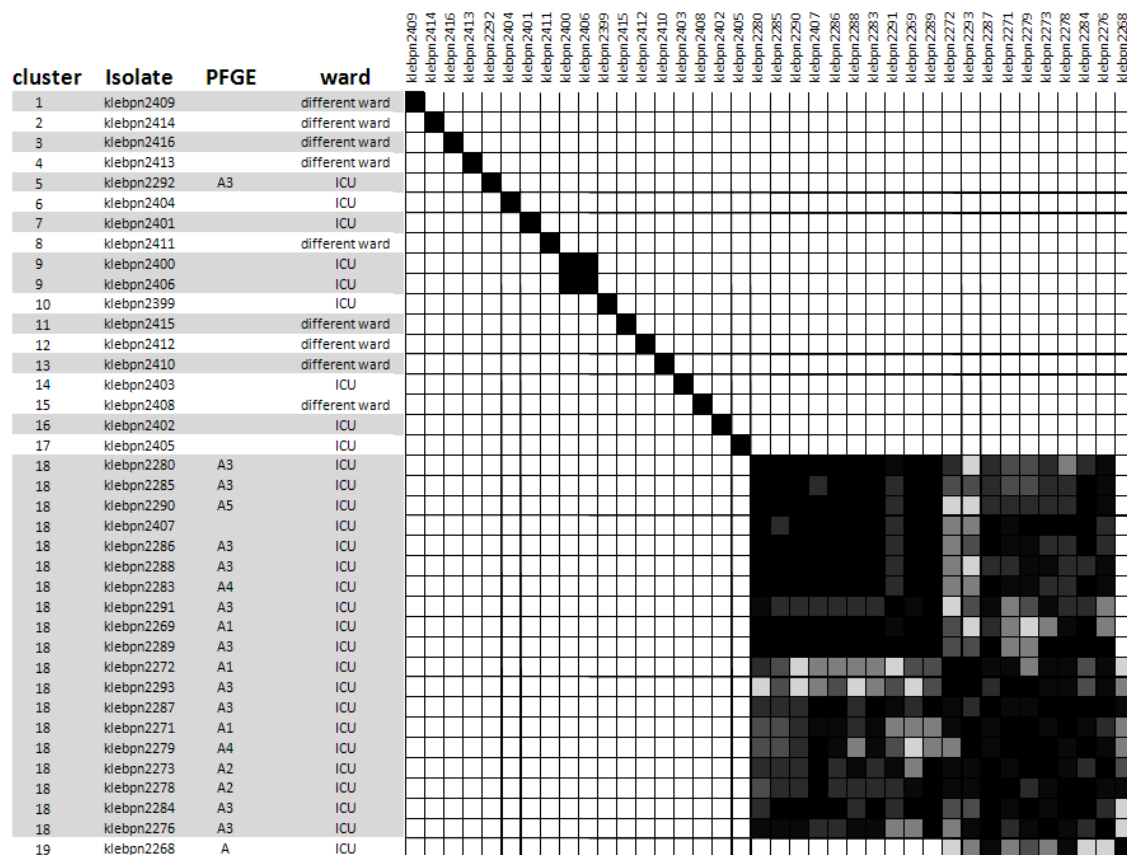 klebpn2409 klebpn2414 klebpn2416 klebpn2413 klebpn2292 klebpn2404 klebpn2401 klebpn2411 klebpn2400 klebpn2406 klebpn2399 klebpn2415 klebpn2412 klebpn2410 klebpn2403 klebpn2408 klebpn2402 klebpn2405 klebpn2280 klebpn2285 klebpn2290 klebpn2407 klebpn2286 klebpn2288 klebpn2283 klebpn2291 klebpn2269 klebpn2289 klebpn2272 klebpn2293 klebpn2287 klebpn2271 klebpn2279 klebpn2273 klebpn2278 klebpn2284 klebpn2276 klebpn2268
cluster Isolate PFGE ward
1 klebpn2409 different ward
2 klebpn2414 different ward
3 klebpn2416 different ward
4 klebpn2413 different ward
5 klebpn2292 A3 ICU
6 klebpn2404 ICU
7 klebpn2401 ICU
8 klebpn2411 different ward
9 klebpn2400 ICU
9 klebpn2406 ICU
10 klebpn2399 ICU
11 klebpn2415 different ward
12 klebpn2412 different ward
13 klebpn2410 different ward
14 klebpn2403 ICU
15 klebpn2408 different ward
16 klebpn2402 ICU
17 klebpn2405 ICU
18 klebpn2280 A3 ICU
18 klebpn2285 A3 ICU
18 klebpn2290 A5 ICU
18 klebpn2407 ICU
18 klebpn2286 A3 ICU
18 klebpn2288 A3 ICU
18 klebpn2283 A4 ICU
18 klebpn2291 A3 ICU
18 klebpn2269 A1 ICU
18 klebpn2289 A3 ICU
18 klebpn2272 A1 ICU
18 klebpn2293 A3 ICU
18 klebpn2287 A3 ICU
18 klebpn2271 A1 ICU
18 klebpn2279 A4 ICU
18 klebpn2273 A2 ICU
18 klebpn2278 A2 ICU
18 klebpn2284 A3 ICU
18 klebpn2276 A3 ICU
19 klebpn2268 A ICU